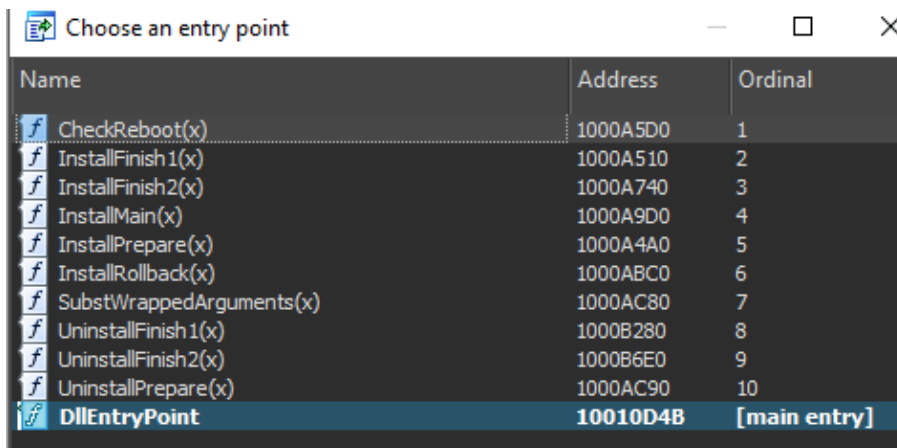 Choose an entry point
Name Address Ordinal
CheckReboot(x) 1000A5D0 1
InstallFinish1(x) 1000A510 2
InstallFinish2(x) 1000A740 3
InstallMain(x) 1000A9D0 4
InstallPrepare(x) 1000A4A0 5
InstallRollback(x) 1000ABC0 6
SubstWrappedArguments(x) 1000AC80 7
UninstallFinish1(x) 1000B280 8
UninstallFinish2(x) 1000B6E0 9
UninstallPrepare(x) 1000AC90 10
DllEntryPoint 10010D4B [main entry]